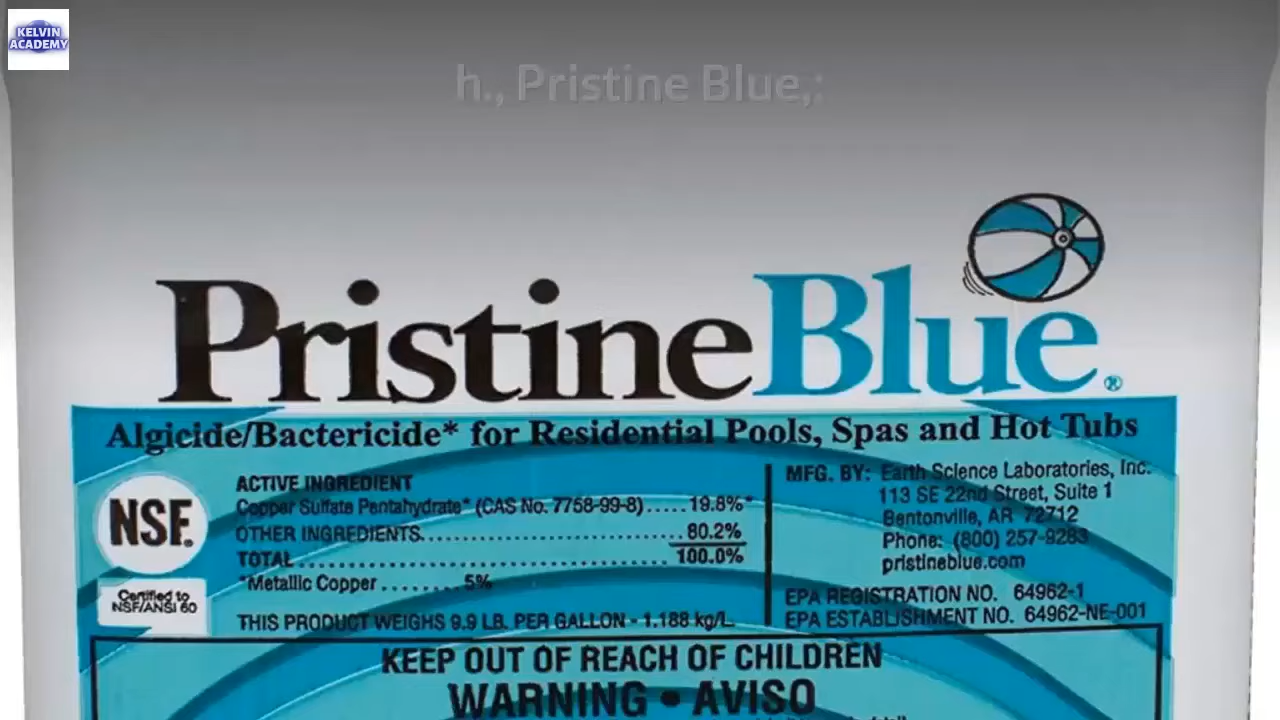 KELVIN
ACADEMY
h., Pristine Blue,:
PristineBlue®
Algicide/Bactericide* for Residential Pools, Spas and Hot Tubs
NSF.
Certified to
NSF/ANSI 60
ACTIVE INGREDIENT
Copper Sulfate Pentahydrate* (CAS No. 7758-99-8).....19.8%*
OTHER INGREDIENTS...............................80.2%
TOTAL...............................................100.0%
*Metallic Copper.......5%
THIS PRODUCT WEIGHS 9.9 LB. PER GALLON - 1.188 kg/L.
MFG. BY: Earth Science Laboratories, Inc.
113 SE 22nd Street, Suite 1
Bentonville, AR 72712
Phone: (800) 257-9283
pristineblue.com
EPA REGISTRATION NO. 64962-1
EPA ESTABLISHMENT NO. 64962-NE-001
KEEP OUT OF REACH OF CHILDREN
WARNING • AVISO